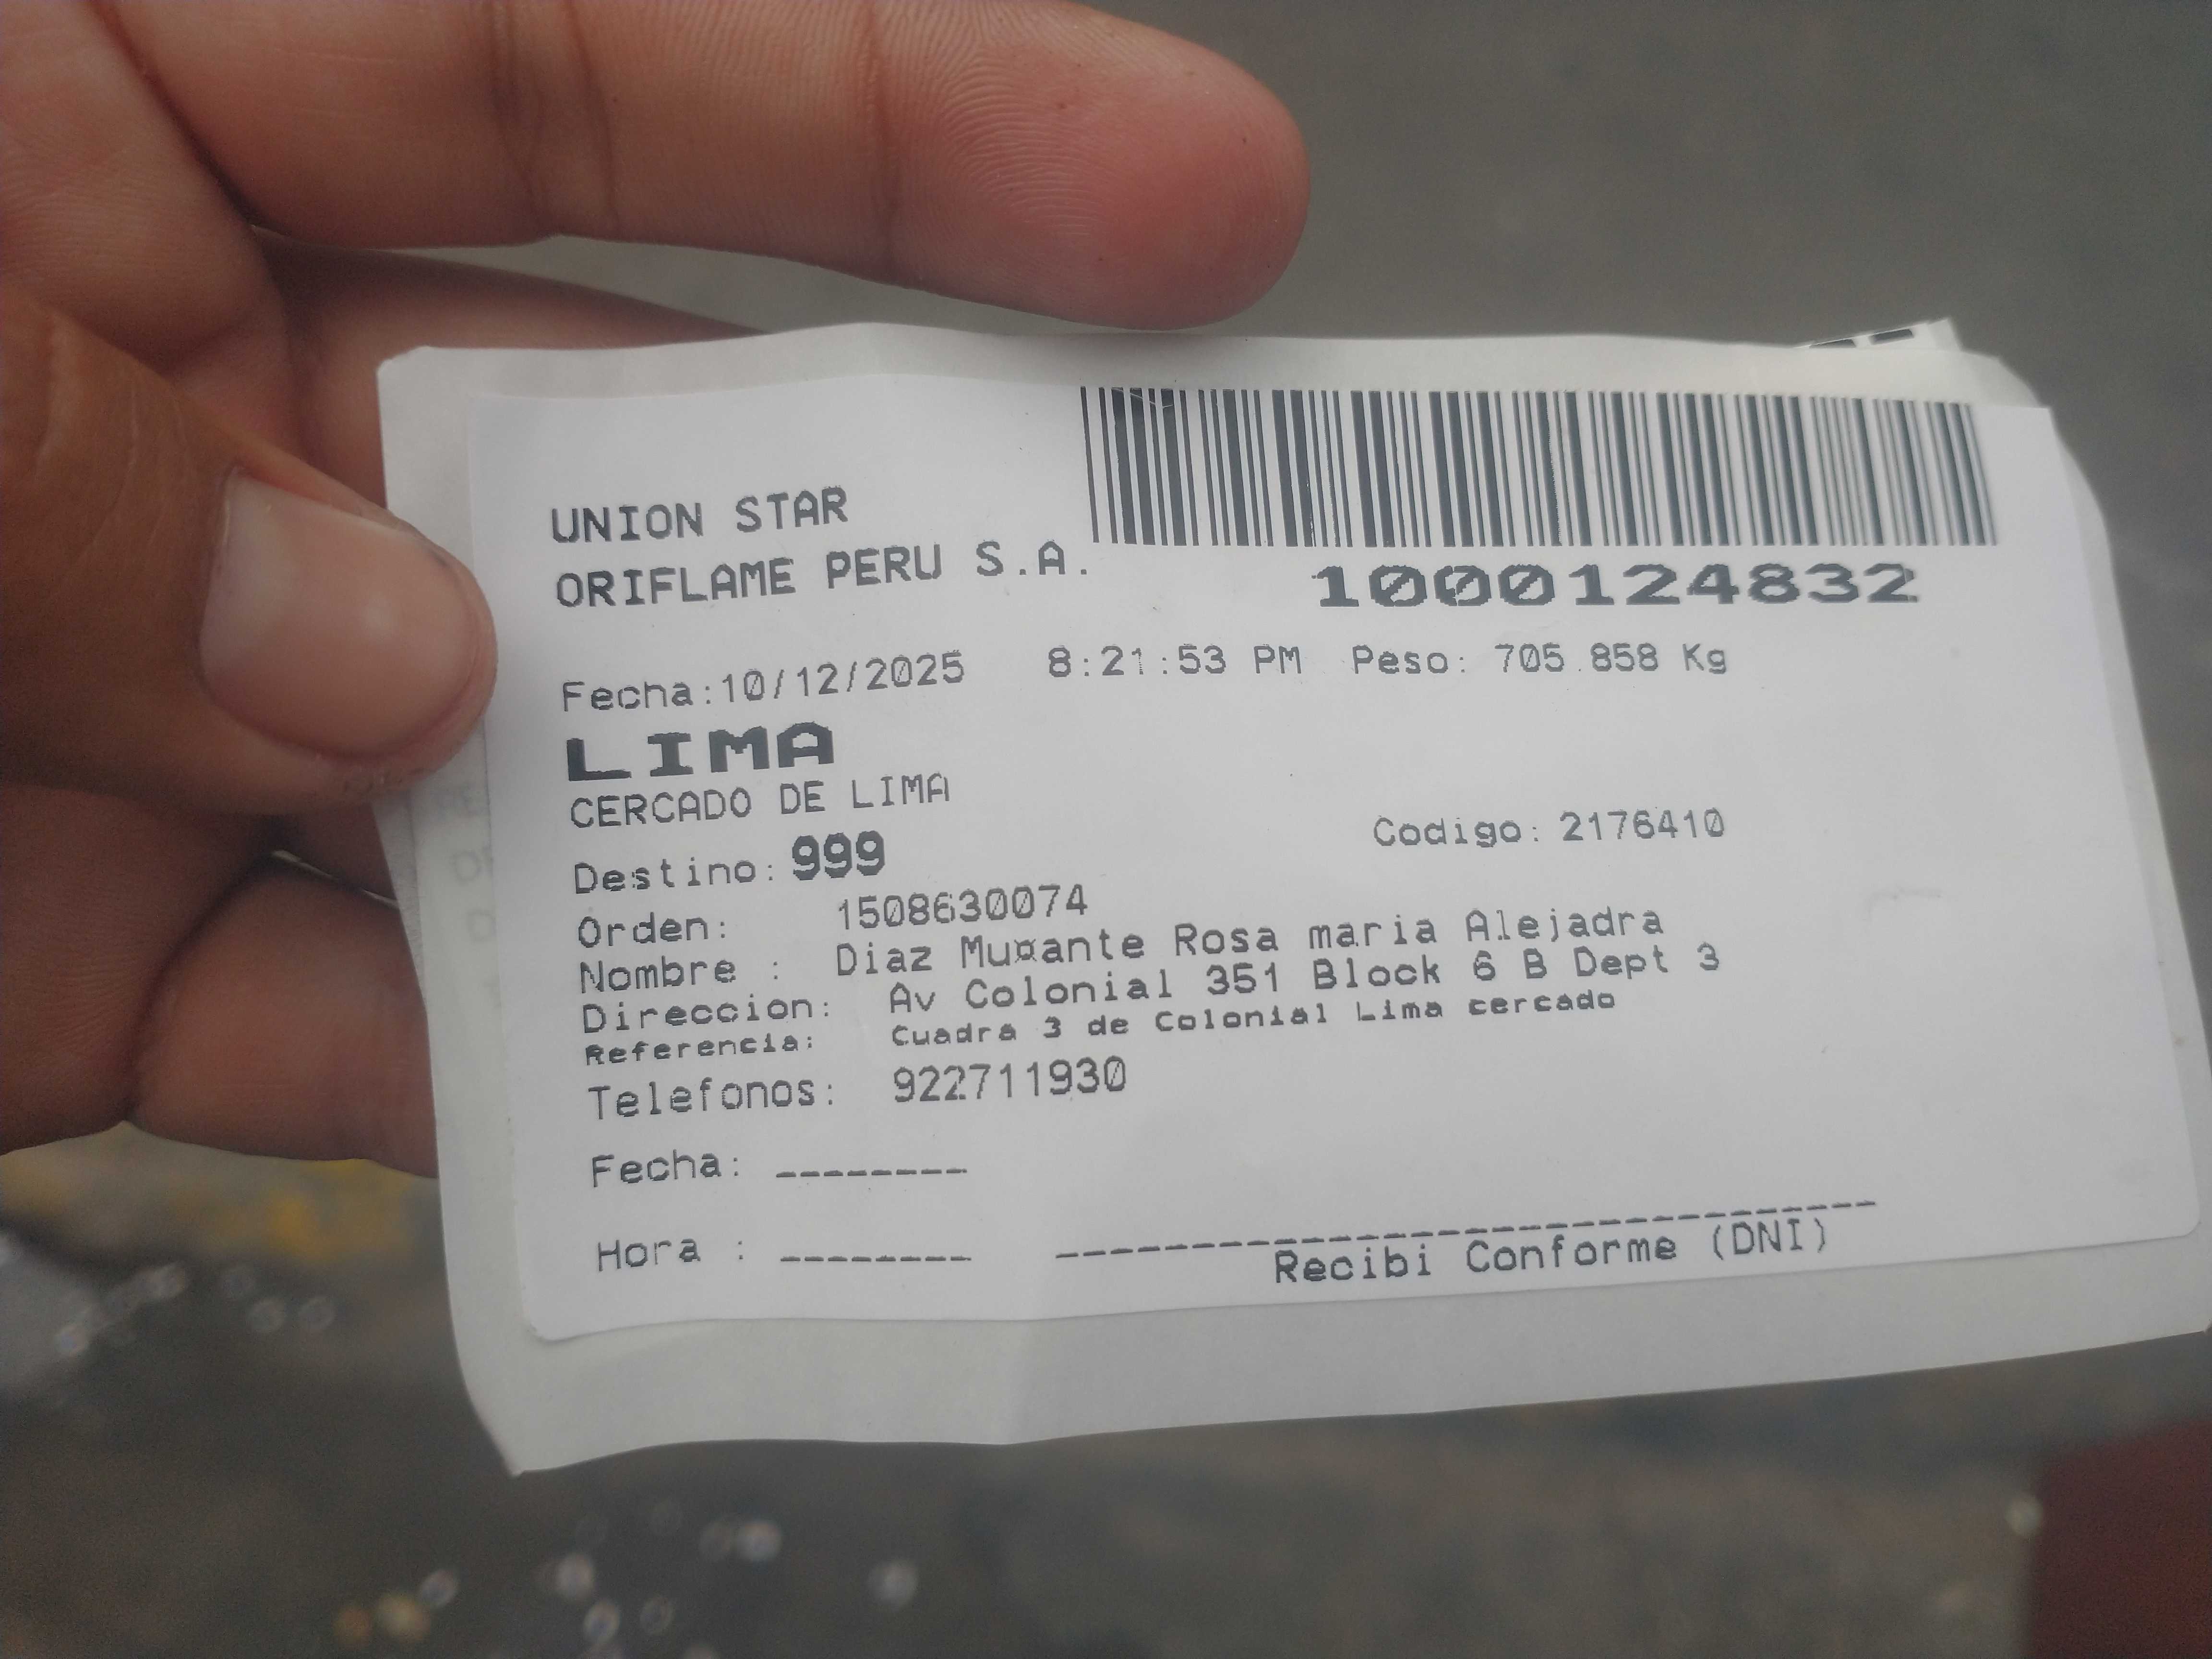 UNION STAR
ORIFLAME PERU S.A.
1000124832
Fecha:10/12/2025 8:21:53 PM Peso: 705.858 Kg
LIMA
CERCADO DE LIMA
Destino: 999 Codigo: 2176410
Orden: 1508630074
Nombre : Diaz Mu¤ante Rosa maria Alejadra
Direccion: Av Colonial 351 Block 6 B Dept 3
Referencia: Cuadra 3 de Colonial Lima cercado
Telefonos: 922711930
Fecha: --------
Hora : --------
Recibi Conforme (DNI)